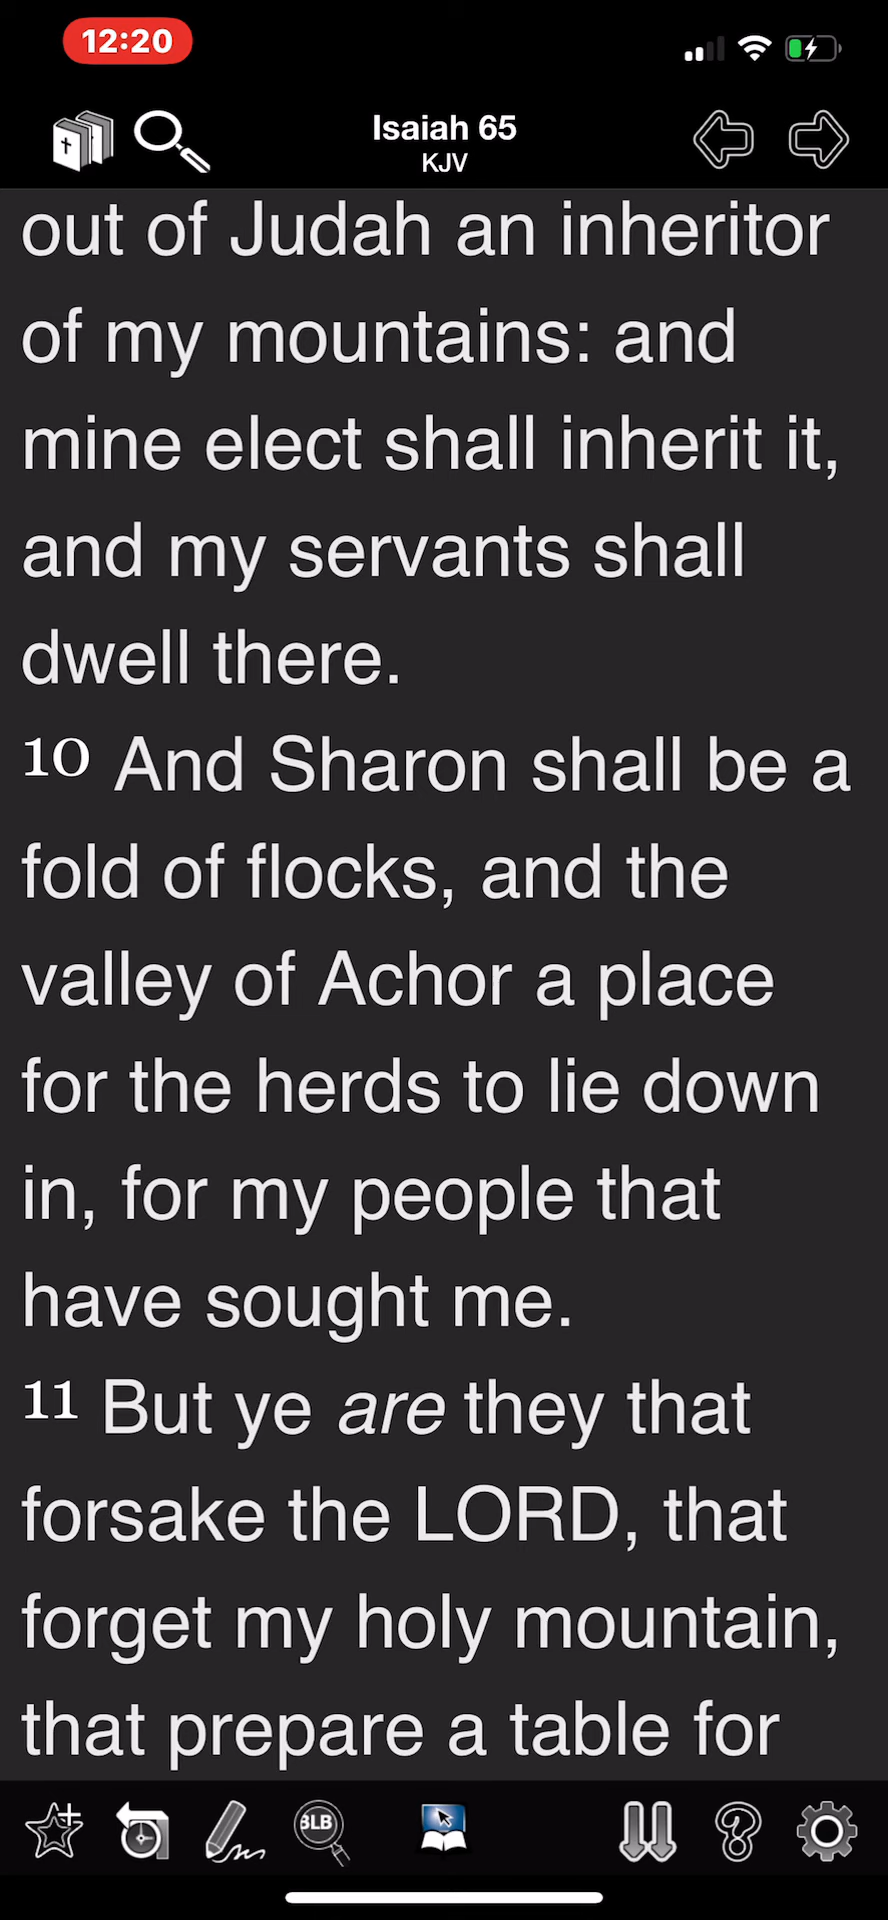 12:20
Isaiah 65
KJV
out of Judah an inheritor
of my mountains: and
mine elect shall inherit it,
and my servants shall
dwell there.
10 And Sharon shall be a
fold of flocks, and the
valley of Achor a place
for the herds to lie down
in, for my people that
have sought me.
11 But ye are they that
forsake the LORD, that
forget my holy mountain,
that prepare a table for
BLB